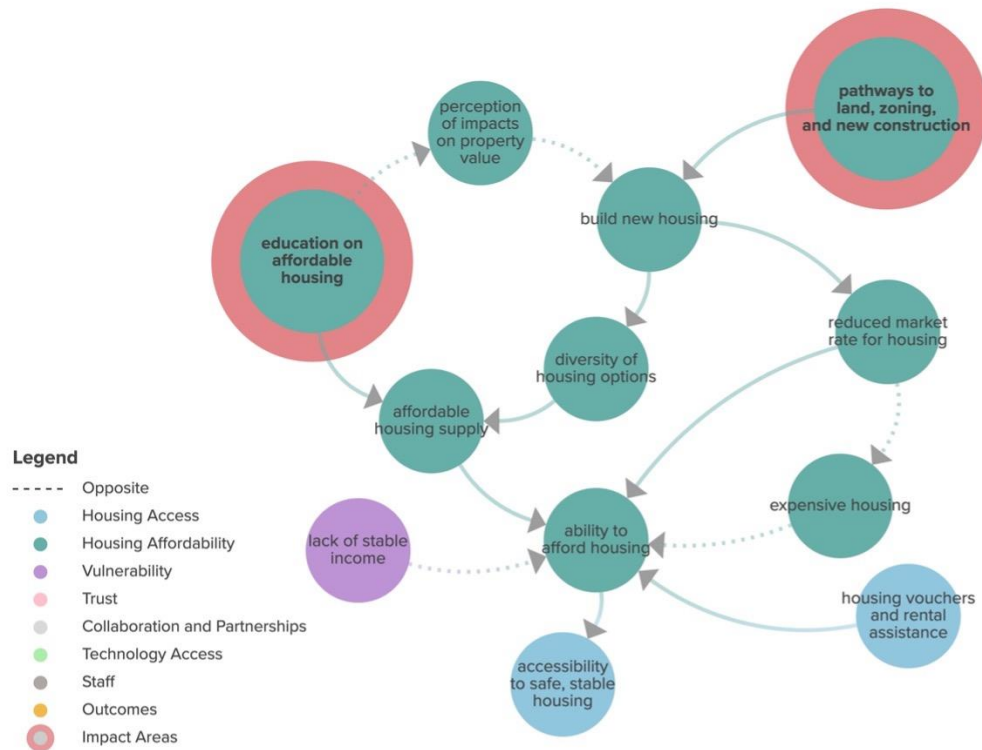 pathways to
land, zoning,
and new construction
perception
of impacts
on property
value
build new housing
education on
affordable
housing
reduced market
rate for housing
diversity of
housing options
affordable
housing supply
expensive housing
ability to
afford housing
lack of stable
income
housing vouchers
and rental
assistance
accessibility
to safe, stable
housing
Legend
Opposite
Housing Access
Housing Affordability
Vulnerability
Trust
Collaboration and Partnerships
Technology Access
Staff
Outcomes
Impact Areas